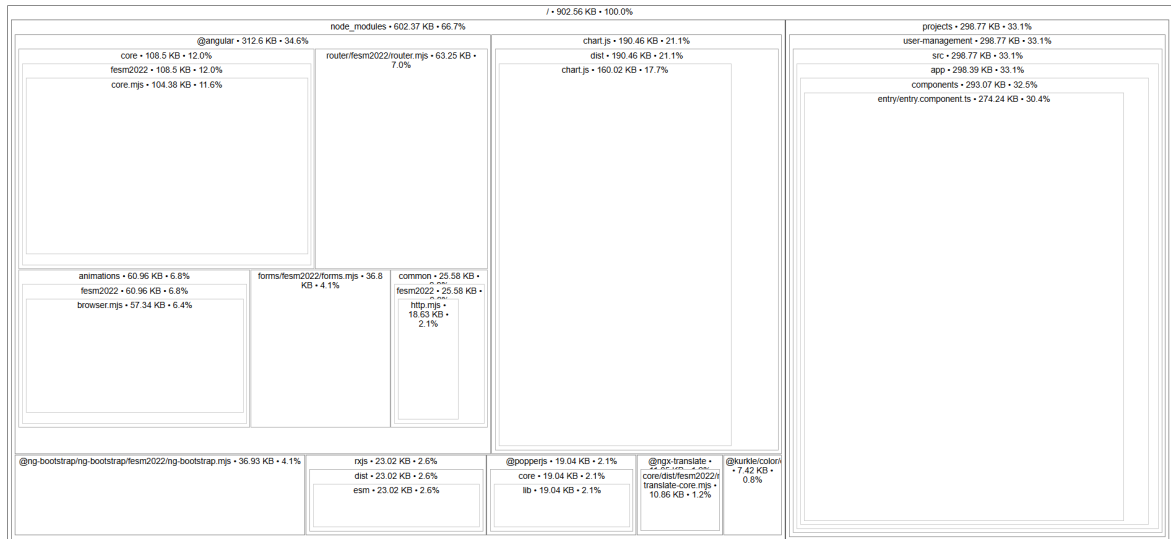 / • 902.56 KB • 100.0%
node_modules • 602.37 KB • 66.7%
projects • 298.77 KB • 33.1%
@angular • 312.6 KB • 34.6%
chart.js • 190.46 KB • 21.1%
user-management • 298.77 KB • 33.1%
core • 108.5 KB • 12.0%
router/fesm2022/router.mjs • 63.25 KB •
7.0%
dist • 190.46 KB • 21.1%
src • 298.77 KB • 33.1%
fesm2022 • 108.5 KB • 12.0%
chart.js • 160.02 KB • 17.7%
app • 298.39 KB • 33.1%
core.mjs • 104.38 KB • 11.6%
components • 293.07 KB • 32.5%
entry/entry.component.ts • 274.24 KB • 30.4%
animations • 60.96 KB • 6.8%
forms/fesm2022/forms.mjs • 36.8
KB • 4.1%
common • 25.58 KB •
fesm2022 • 60.96 KB • 6.8%
fesm2022 • 25.58 KB •
browser.mjs • 57.34 KB • 6.4%
http.mjs •
18.63 KB •
2.1%
@ng-bootstrap/ng-bootstrap/fesm2022/ng-bootstrap.mjs • 36.93 KB • 4.1%
rxjs • 23.02 KB • 2.6%
dist • 23.02 KB • 2.6%
esm • 23.02 KB • 2.6%
@popperjs • 19.04 KB • 2.1%
core • 19.04 KB • 2.1%
lib • 19.04 KB • 2.1%
@ngx-translate •
translate-core.mjs •
10.86 KB • 1.2%
@kurkle/color/
• 7.42 KB •
0.8%